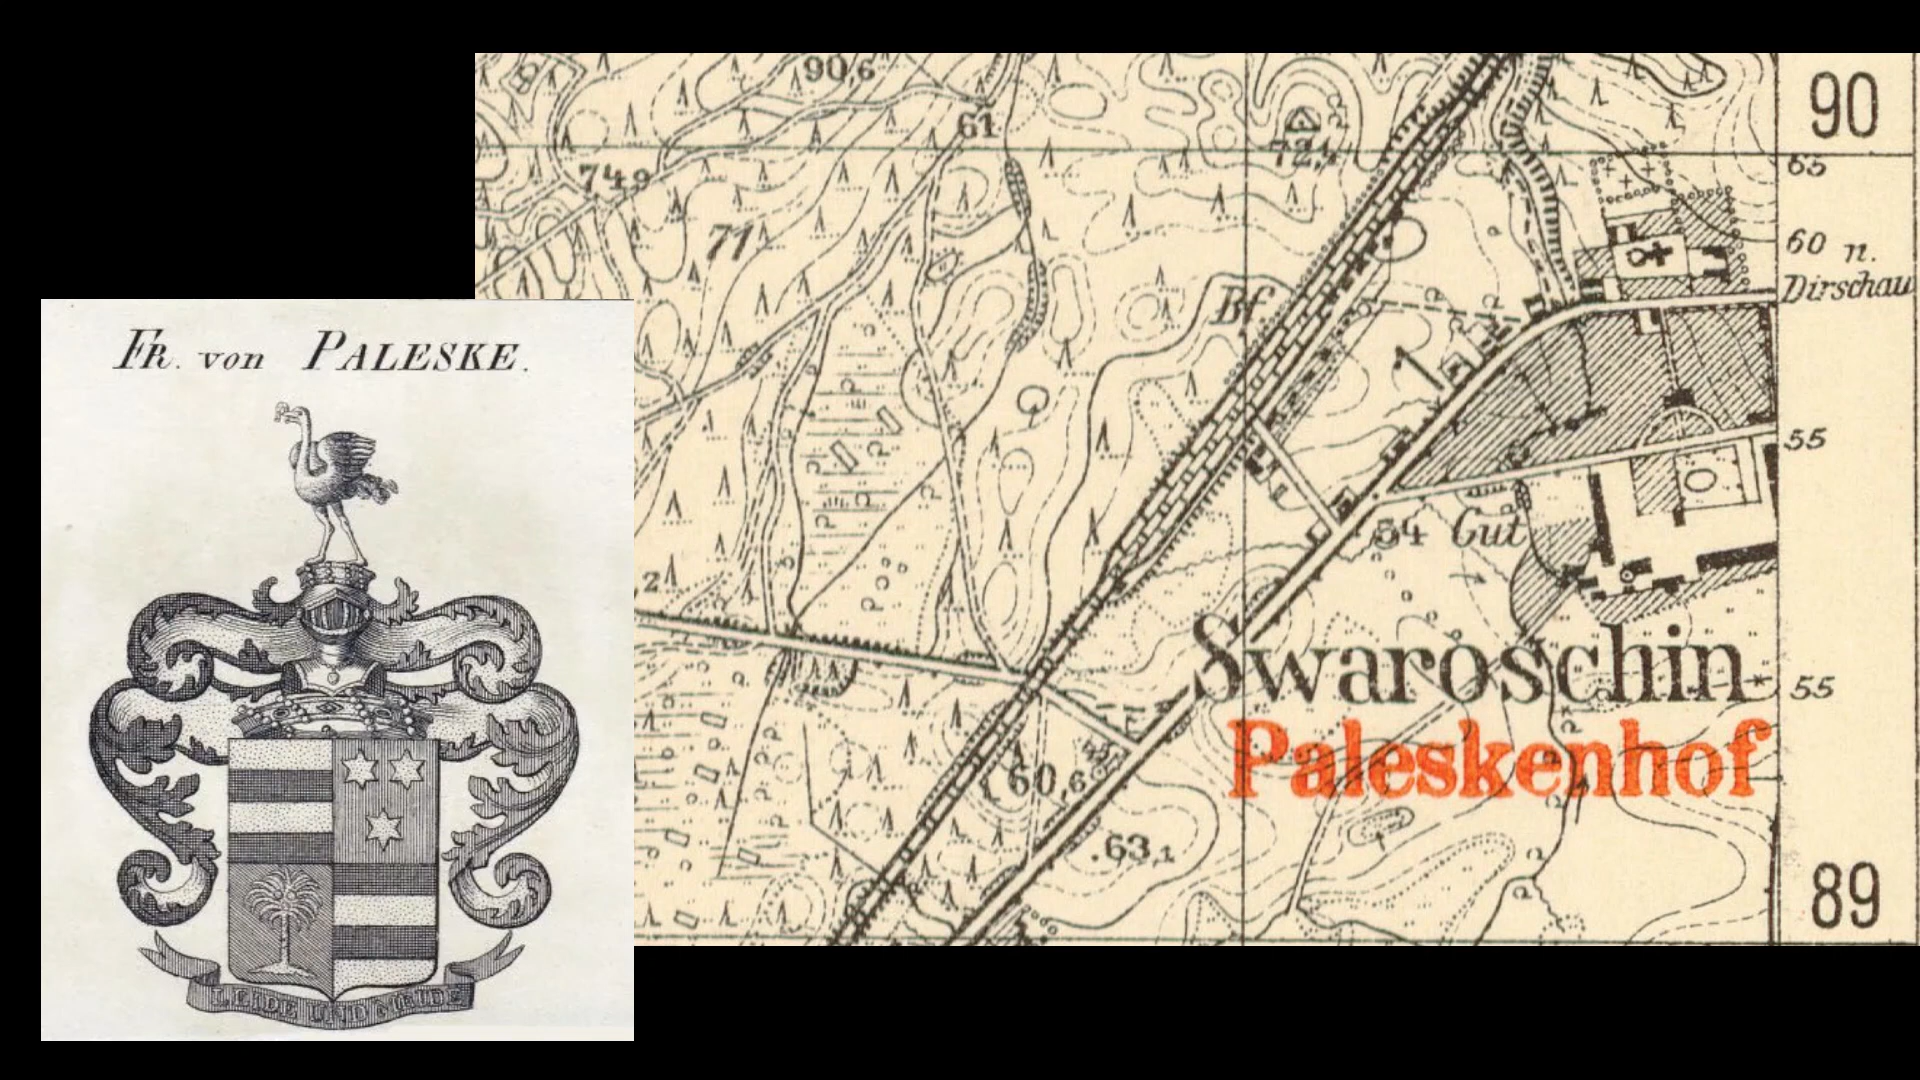 90,6
90
61
65
72,4
74,9
60 n.
71
Dirschau
Bf
FR. von PALESKE.
55
54 Gut
2
Swaroschin
55
Paleskenhof
60,6
.63,1
89
LEIDE UND MEIDE